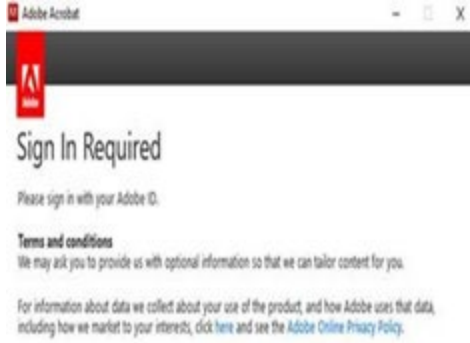 Adobe Acrobat
Adobe
Sign In Required
Please sign in with your Adobe ID.
Terms and conditions
We may ask you to provide us with optional information so that we can tailor content for you.
For information about data we collect about your use of the product, and how Adobe uses that data,
including how we market to your interests, click here and see the Adobe Online Privacy Policy.